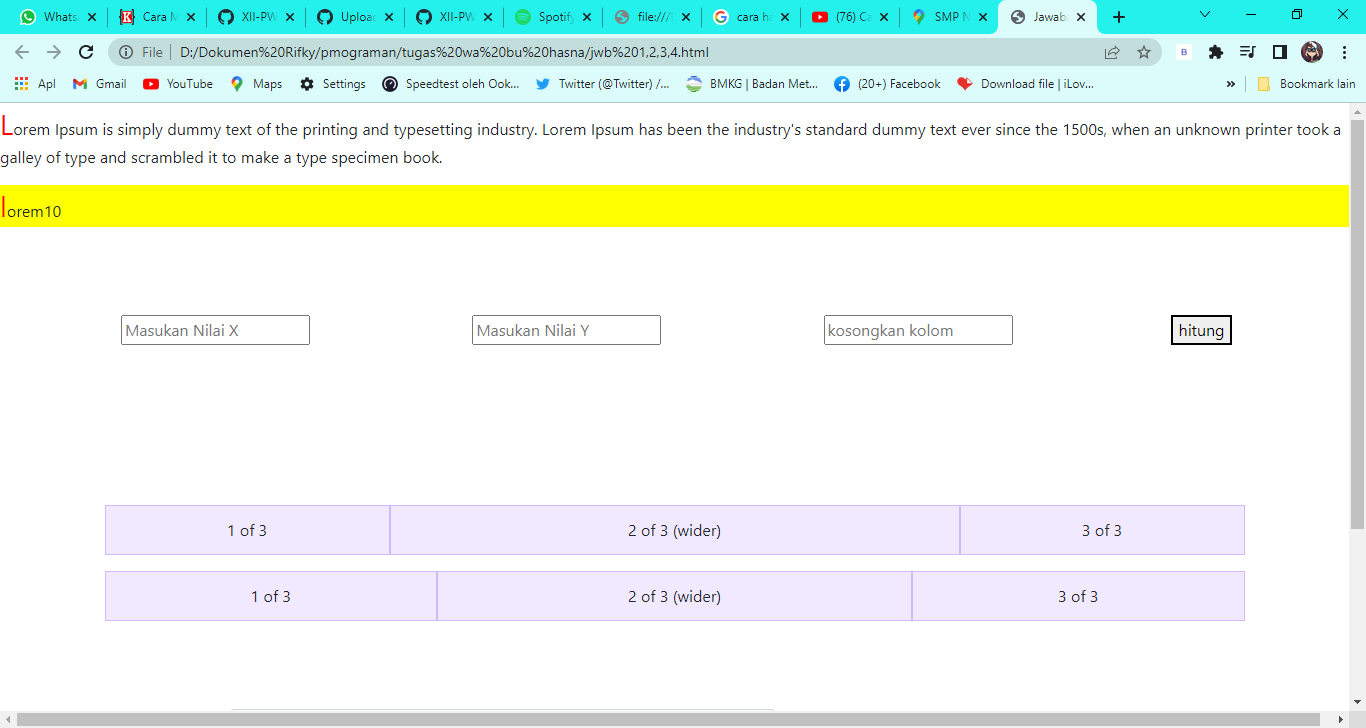 Whats
Cara M
XII-PW
Uploa
XII-PW
Spotify
file:///
cara ha
(76) Ca
SMP N
Jawab
File
D:/Dokumen%20Rifky/pmograman/tugas%20wa%20bu%20hasna/jwb%201,2,3,4.html
Apl
Gmail
YouTube
Maps
Settings
Speedtest oleh Ook...
Twitter (@Twitter) /...
BMKG | Badan Met...
(20+) Facebook
Download file | iLov...
»
Bookmark lain
Lorem Ipsum is simply dummy text of the printing and typesetting industry. Lorem Ipsum has been the industry's standard dummy text ever since the 1500s, when an unknown printer took a
galley of type and scrambled it to make a type specimen book.
lorem10
Masukan Nilai X
Masukan Nilai Y
kosongkan kolom
hitung
1 of 3
2 of 3 (wider)
3 of 3
1 of 3
2 of 3 (wider)
3 of 3